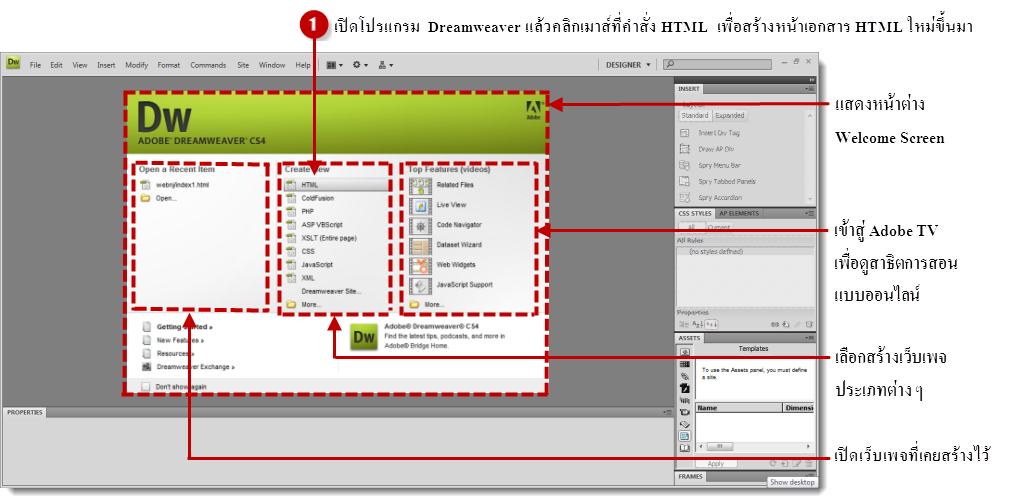 1 เปิดโปรแกรม Dreamweaver แล้วคลิกเมาส์ที่คำสั่ง HTML เพื่อสร้างหน้าเอกสาร HTML ใหม่ขึ้นมา
Dw File Edit View Insert Modify Format Commands Site Window Help DESIGNER
Dw
ADOBE® DREAMWEAVER® CS4
Adobe
Open a Recent Item
webnj/index1.html
Open...
Create New
HTML
ColdFusion
PHP
ASP VBScript
XSLT (Entire page)
CSS
JavaScript
XML
Dreamweaver Site...
More...
Top Features (videos)
Related Files
Live View
Code Navigator
Dataset Wizard
Web Widgets
JavaScript Support
More...
Getting Started »
New Features »
Resources »
Dreamweaver Exchange »
Dw
Adobe® Dreamweaver® CS4
Find the latest tips, podcasts, and more in
Adobe® Bridge Home.
Don't show again
PROPERTIES
INSERT
Standard Expanded
Insert Div Tag
Draw AP Div
Spry Menu Bar
Spry Tabbed Panels
Spry Accordion
CSS STYLES AP ELEMENTS
All Current
All Rules
(no styles defined)
Properties
ASSETS
Templates
To use the Assets panel, you must define
a site.
Name Dimensi
Apply
FRAMES
Show desktop
แสดงหน้าต่าง
Welcome Screen
เข้าสู่ Adobe TV
เพื่อดูสาธิตการสอน
แบบออนไลน์
เลือกสร้างเว็บเพจ
ประเภทต่างๆ
เปิดเว็บเพจที่เคยสร้างไว้